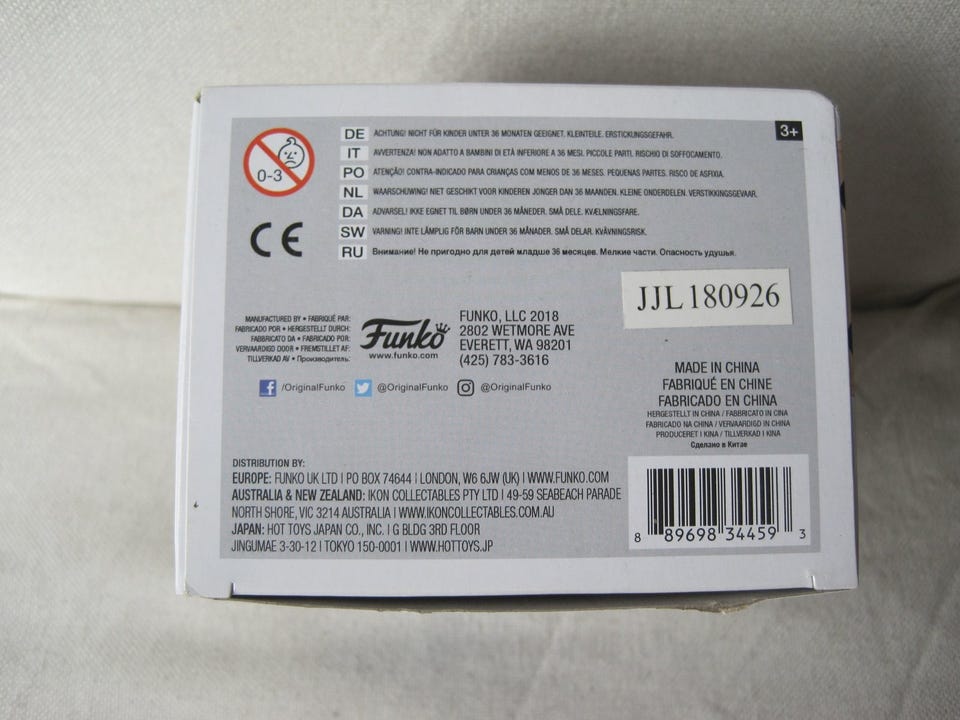 0-3
DE ACHTUNG! NICHT FÜR KINDER UNTER 36 MONATEN GEEIGNET. KLEINTEILE. ERSTICKUNGSGEFAHR.
IT AVVERTENZA! NON ADATTO A BAMBINI DI ETÀ INFERIORE A 36 MESI. PICCOLE PARTI. RISCHIO DI SOFFOCAMENTO.
PO ATENÇÃO! CONTRA-INDICADO PARA CRIANÇAS COM MENOS DE 36 MESES. PEQUENAS PARTES. RISCO DE ASFIXIA.
NL WAARSCHUWING! NIET GESCHIKT VOOR KINDEREN JONGER DAN 36 MAANDEN. KLEINE ONDERDELEN. VERSTIKKINGSGEVAAR.
DA ADVARSEL! IKKE EGNET TIL BØRN UNDER 36 MÅNEDER. SMÅ DELE. KVÆLNINGSFARE.
SW VARNING! INTE LÄMPLIG FÖR BARN UNDER 36 MÅNADER. SMÅ DELAR. KVÄVNINGSRISK.
RU Внимание! Не пригодно для детей младше 36 месяцев. Мелкие части. Опасность удушья.
3+
CE
JJL 180926
MANUFACTURED BY • FABRIQUÉ PAR:
FABRICADO POR • HERGESTELLT DURCH:
FABBRICATO DA • FABRICADO POR:
VERVAARDIGD DOOR • FREMSTILLET AF:
TILLVERKAD AV • Производитель:
Funko
www.funko.com
FUNKO, LLC 2018
2802 WETMORE AVE
EVERETT, WA 98201
(425) 783-3616
f /OriginalFunko @OriginalFunko @OriginalFunko
MADE IN CHINA
FABRIQUÉ EN CHINE
FABRICADO EN CHINA
HERGESTELLT IN CHINA / FABBRICATO IN CINA
FABRICADO NA CHINA / VERVAARDIGD IN CHINA
PRODUCERET I KINA / TILLVERKAD I KINA
Сделано в Китае
DISTRIBUTION BY:
EUROPE: FUNKO UK LTD | PO BOX 74644 | LONDON, W6 6JW (UK) | WWW.FUNKO.COM
AUSTRALIA & NEW ZEALAND: IKON COLLECTABLES PTY LTD | 49-59 SEABEACH PARADE
NORTH SHORE, VIC 3214 AUSTRALIA | WWW.IKONCOLLECTABLES.COM.AU
JAPAN: HOT TOYS JAPAN CO., INC. | G BLDG 3RD FLOOR
JINGUMAE 3-30-12 | TOKYO 150-0001 | WWW.HOTTOYS.JP
8 89698 34459 3